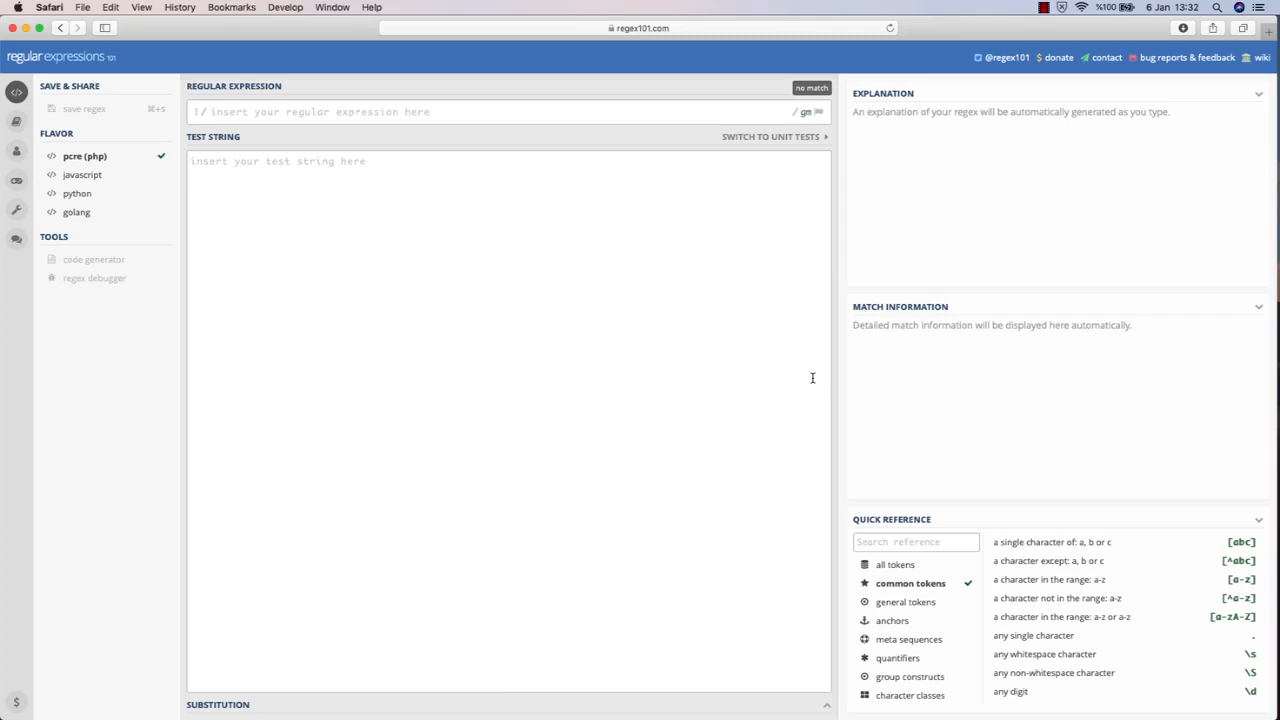 Safari File Edit View History Bookmarks Develop Window Help %100 6 Jan 13:32
regex101.com
regular expressions 101 @regex101 $ donate contact bug reports & feedback wiki
SAVE & SHARE
save regex ⌘+S
FLAVOR
</> pcre (php)
</> javascript
</> python
</> golang
TOOLS
code generator
regex debugger
$
REGULAR EXPRESSION no match
/ insert your regular expression here / gm
TEST STRING SWITCH TO UNIT TESTS
insert your test string here
SUBSTITUTION
EXPLANATION
An explanation of your regex will be automatically generated as you type.
MATCH INFORMATION
Detailed match information will be displayed here automatically.
QUICK REFERENCE
Search reference
all tokens
common tokens
general tokens
anchors
meta sequences
quantifiers
group constructs
character classes
a single character of: a, b or c [abc]
a character except: a, b or c [^abc]
a character in the range: a-z [a-z]
a character not in the range: a-z [^a-z]
a character in the range: a-z or a-z [a-zA-Z]
any single character .
any whitespace character \s
any non-whitespace character \S
any digit \d